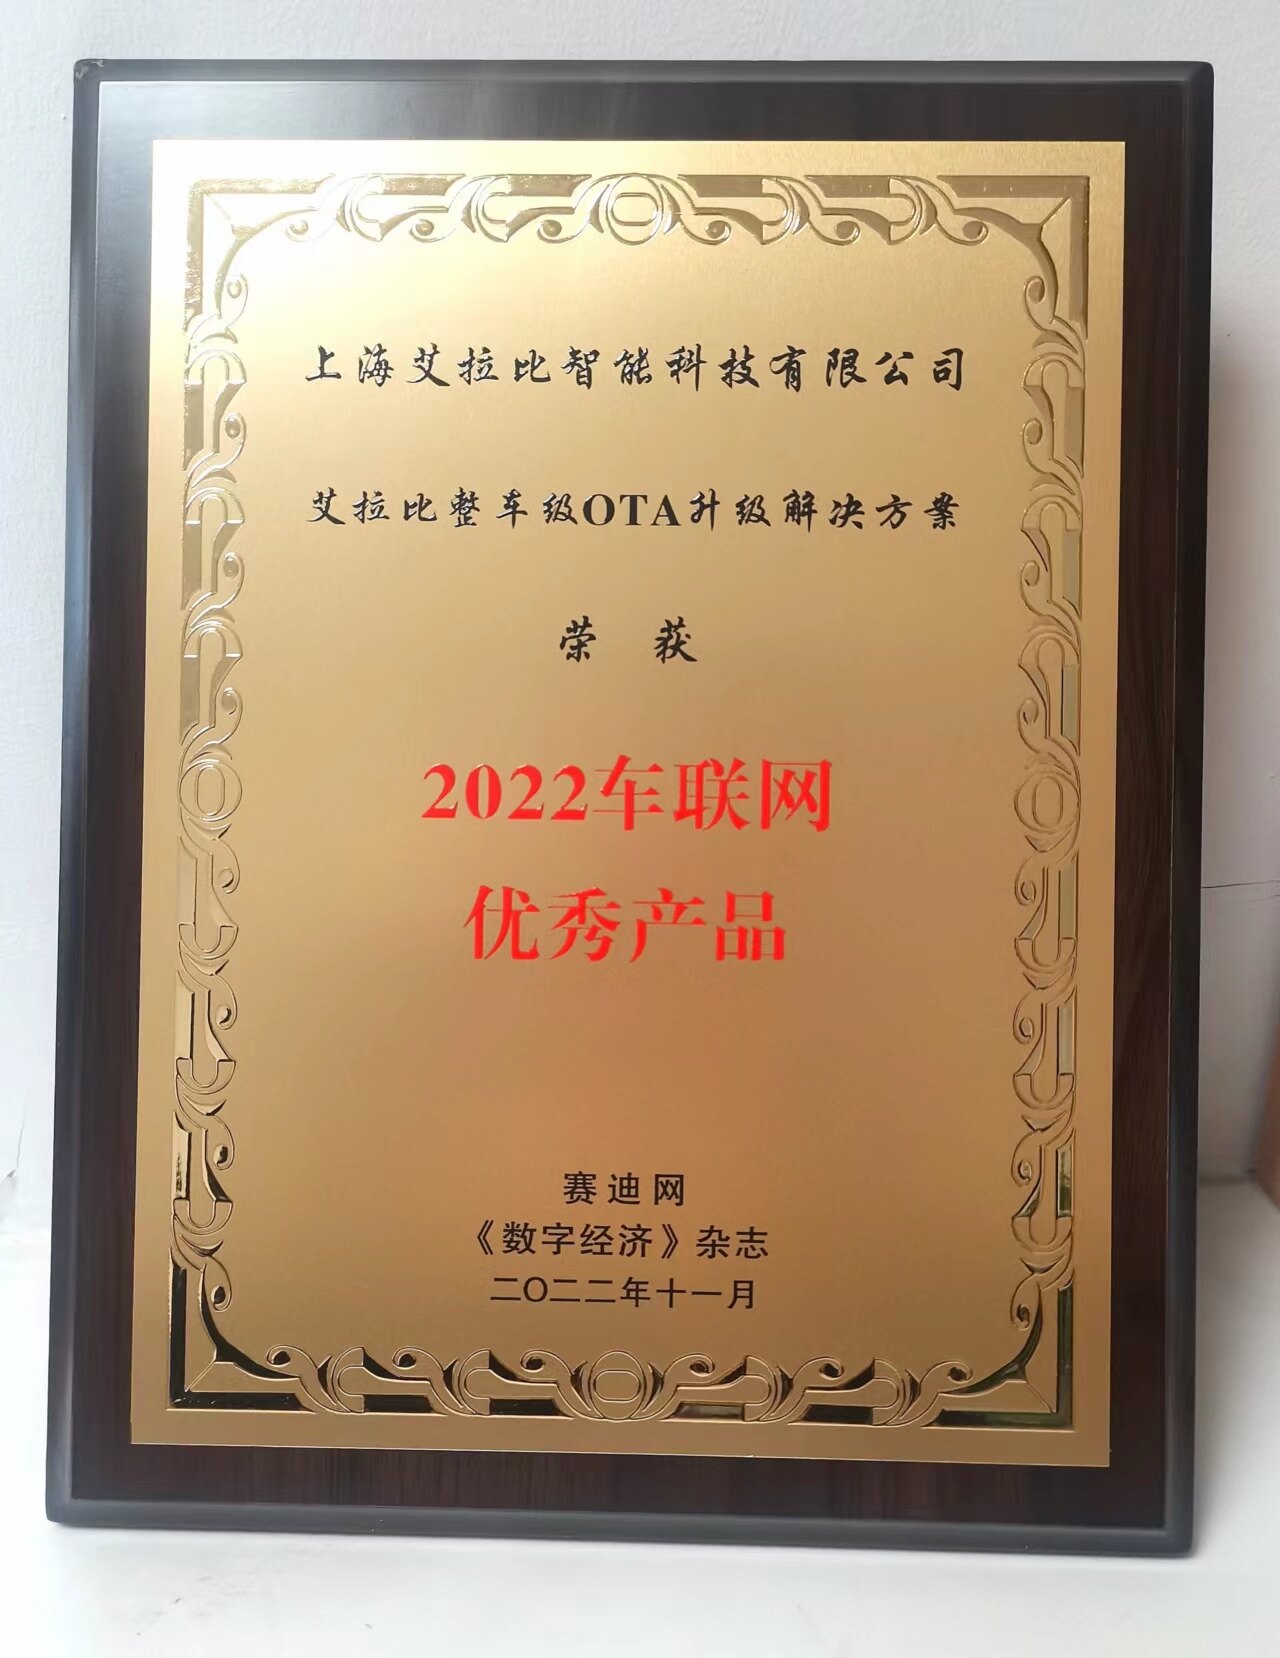 上海艾拉比智能科技有限公司
艾拉比整车级OTA升级解决方案
荣 获
2022车联网
优秀产品
赛迪网
《数字经济》杂志
二〇二二年十一月